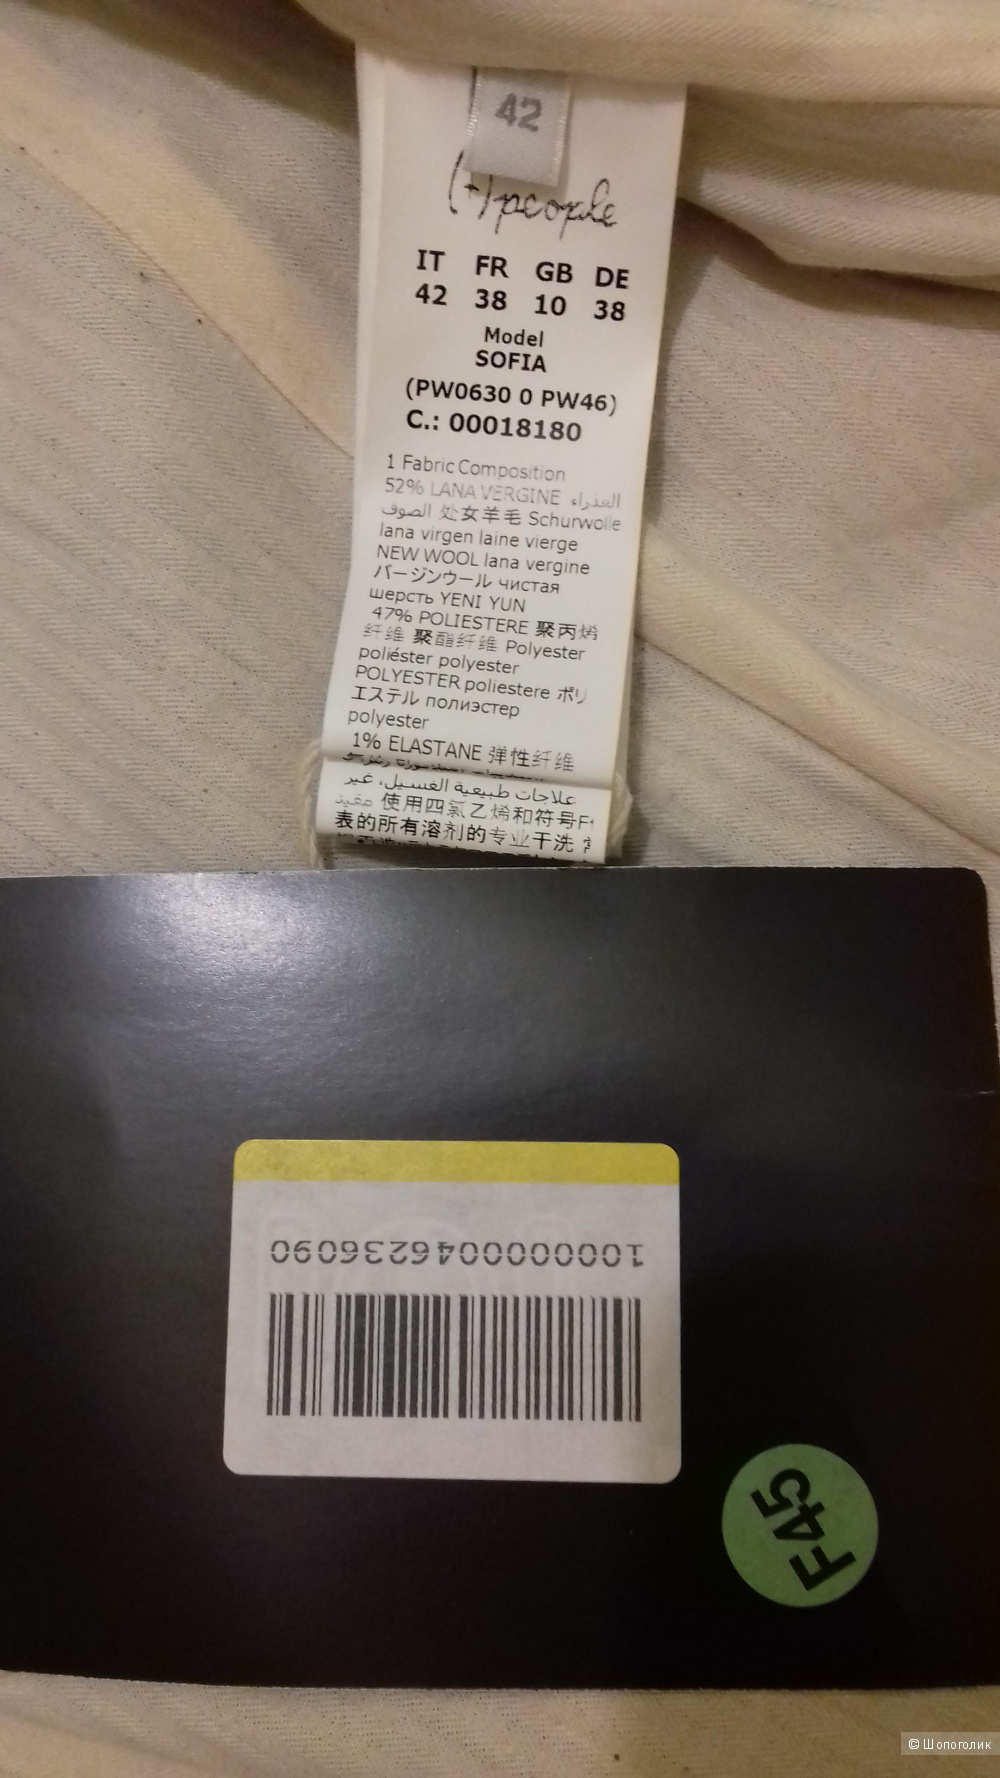 42
(+)people
IT FR GB DE
42 38 10 38
Model
SOFIA
(PW0630 0 PW46)
C.: 00018180
1 Fabric Composition
52% LANA VERGINE العذراء
الصوف 处女羊毛 Schurwolle
lana virgen laine vierge
NEW WOOL lana vergine
バージンウール чистая
шерсть YENI YUN
47% POLIESTERE 聚丙烯
纤维 聚酯纤维 Polyester
poliéster polyester
POLYESTER poliestere ポリ
エステル полиэстер
polyester
1% ELASTANE 弹性纤维
علاجات طبيعية الغسيل، غير
مفيد 使用四氯乙烯和符号F
表的所有溶剂的专业干洗
1000000046236090
F45
© Шопоголик